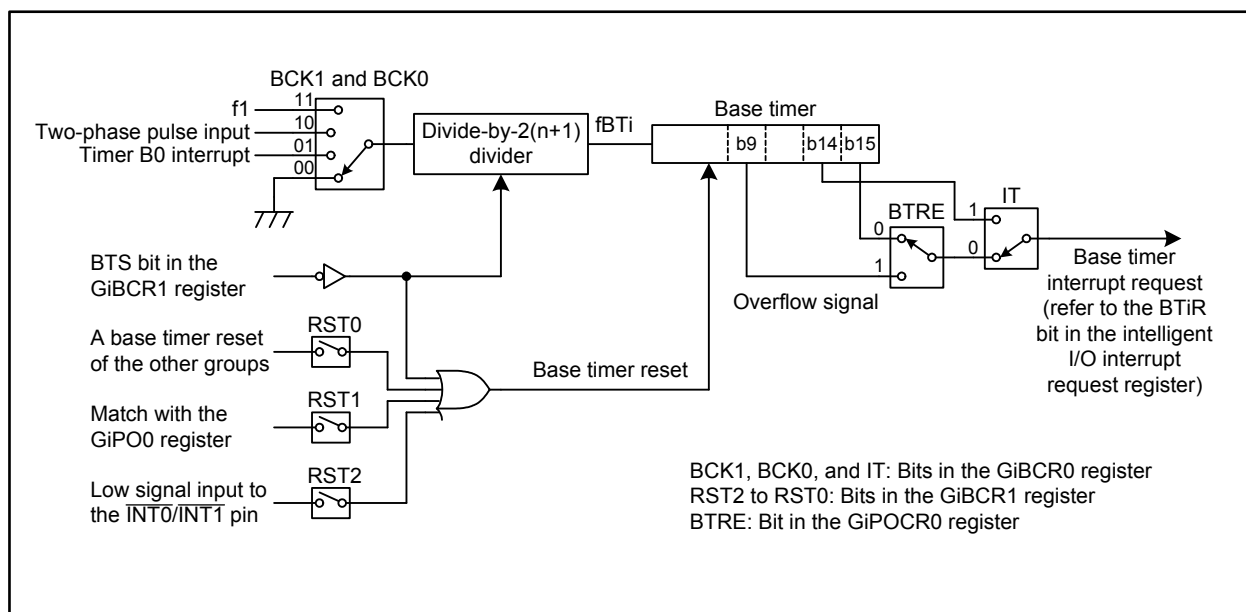 BCK1 and BCK0
f1
11
Two-phase pulse input
10
Timer B0 interrupt
01
00
Divide-by-2(n+1)
divider
fBTi
Base timer
b9
b14
b15
IT
1
0
BTRE
0
1
Overflow signal
Base timer
interrupt request
(refer to the BTiR
bit in the intelligent
I/O interrupt
request register)
BTS bit in the
GiBCR1 register
A base timer reset
of the other groups
RST0
Base timer reset
Match with the
GiPO0 register
RST1
Low signal input to
the INT0/INT1 pin
RST2
BCK1, BCK0, and IT: Bits in the GiBCR0 register
RST2 to RST0: Bits in the GiBCR1 register
BTRE: Bit in the GiPOCR0 register